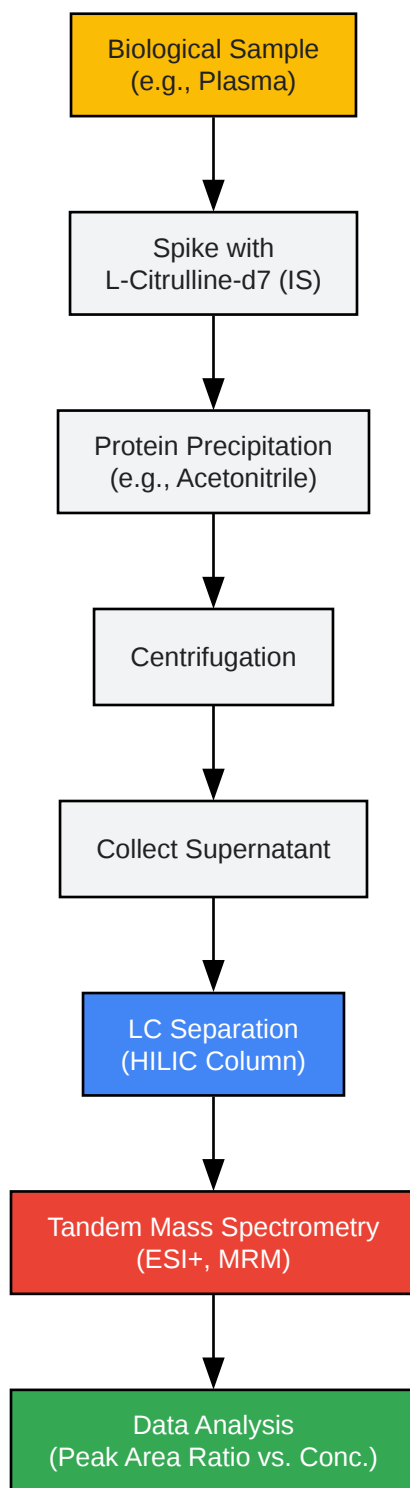 Biological Sample
(e.g., Plasma)
Spike with
L-Citrulline-d7 (IS)
Protein Precipitation
(e.g., Acetonitrile)
Centrifugation
Collect Supernatant
LC Separation
(HILIC Column)
Tandem Mass Spectrometry
(ESI+, MRM)
Data Analysis
(Peak Area Ratio vs. Conc.)